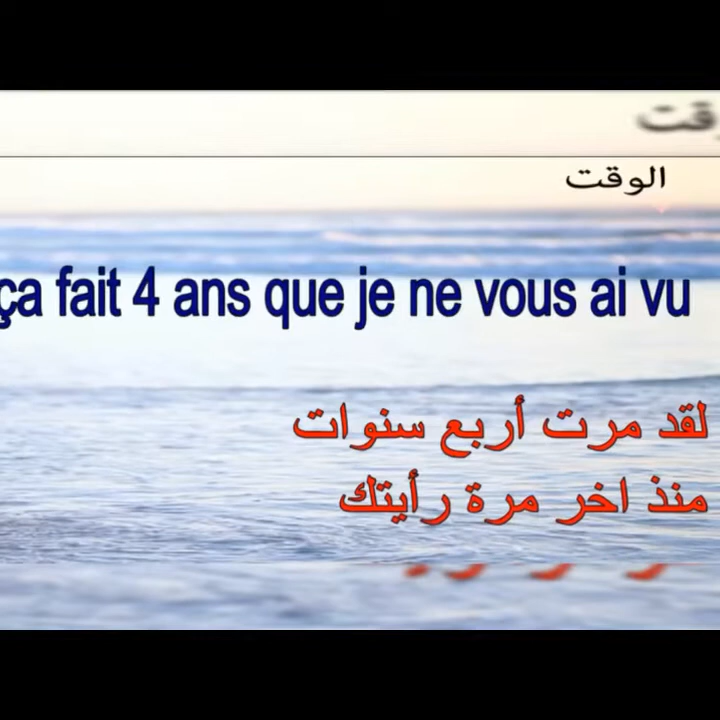 الوقت
ça fait 4 ans que je ne vous ai vu
لقد مرت أربع سنوات
منذ اخر مرة رأيتك